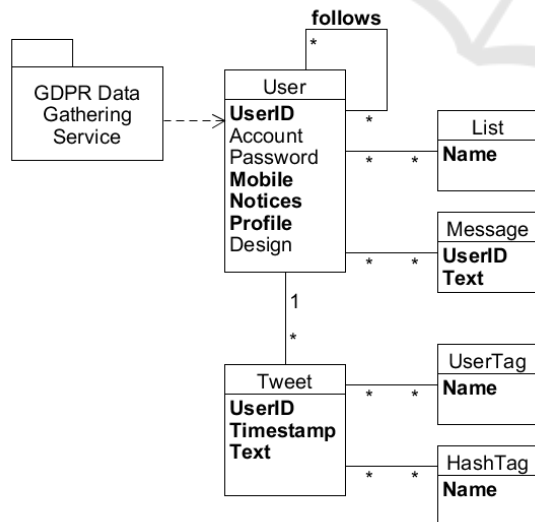 follows
*
*
GDPR Data
Gathering
Service
User
UserID
Account
Password
Mobile
Notices
Profile
Design
* *
List
Name
* *
Message
UserID
Text
1
*
Tweet
UserID
Timestamp
Text
* *
UserTag
Name
* *
HashTag
Name